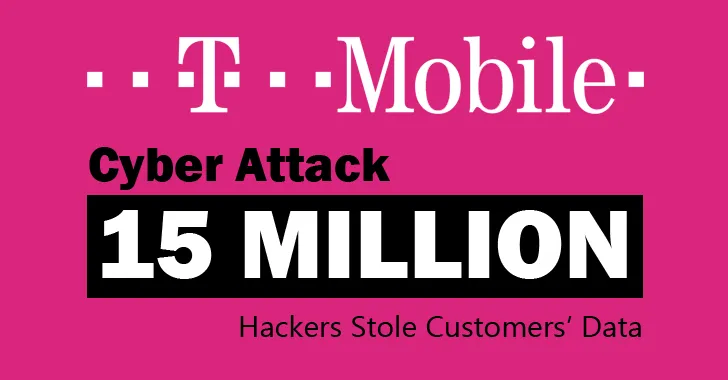 T Mobile
Cyber Attack
15 MILLION
Hackers Stole Customers’ Data